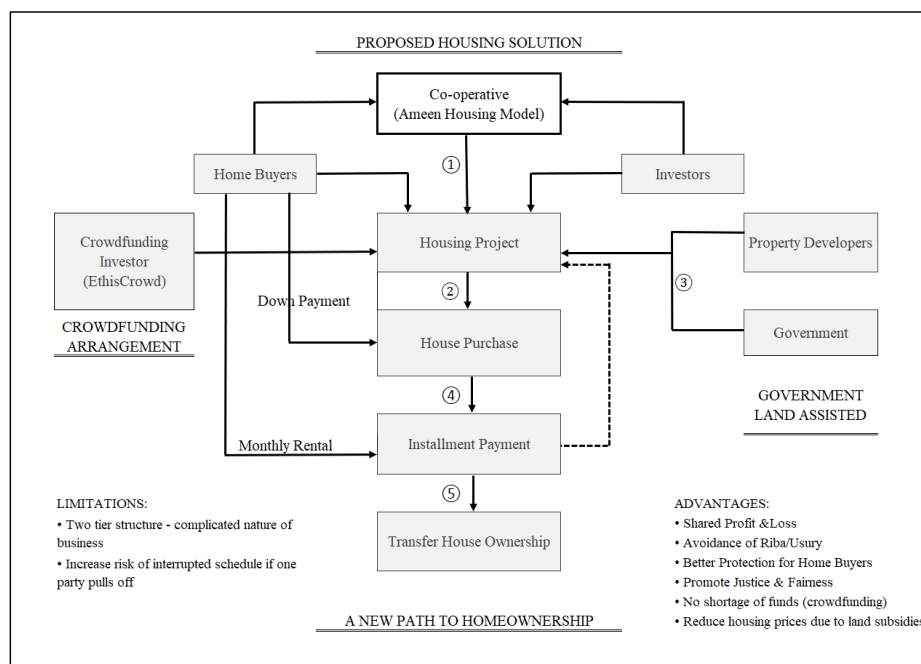 PROPOSED HOUSING SOLUTION
Co-operative
(Ameen Housing Model)
①
Home Buyers
Investors
Crowdfunding
Investor
(EthisCrowd)
Housing Project
Property Developers
②
③
Down Payment
CROWDFUNDING
ARRANGEMENT
House Purchase
Government
④
GOVERNMENT
LAND ASSISTED
Monthly Rental
Installment Payment
⑤
LIMITATIONS:
• Two tier structure - complicated nature of
business
• Increase risk of interrupted schedule if one
party pulls off
Transfer House Ownership
ADVANTAGES:
• Shared Profit &Loss
• Avoidance of Riba/Usury
• Better Protection for Home Buyers
• Promote Justice & Fairness
• No shortage of funds (crowdfunding)
• Reduce housing prices due to land subsidies
A NEW PATH TO HOMEOWNERSHIP